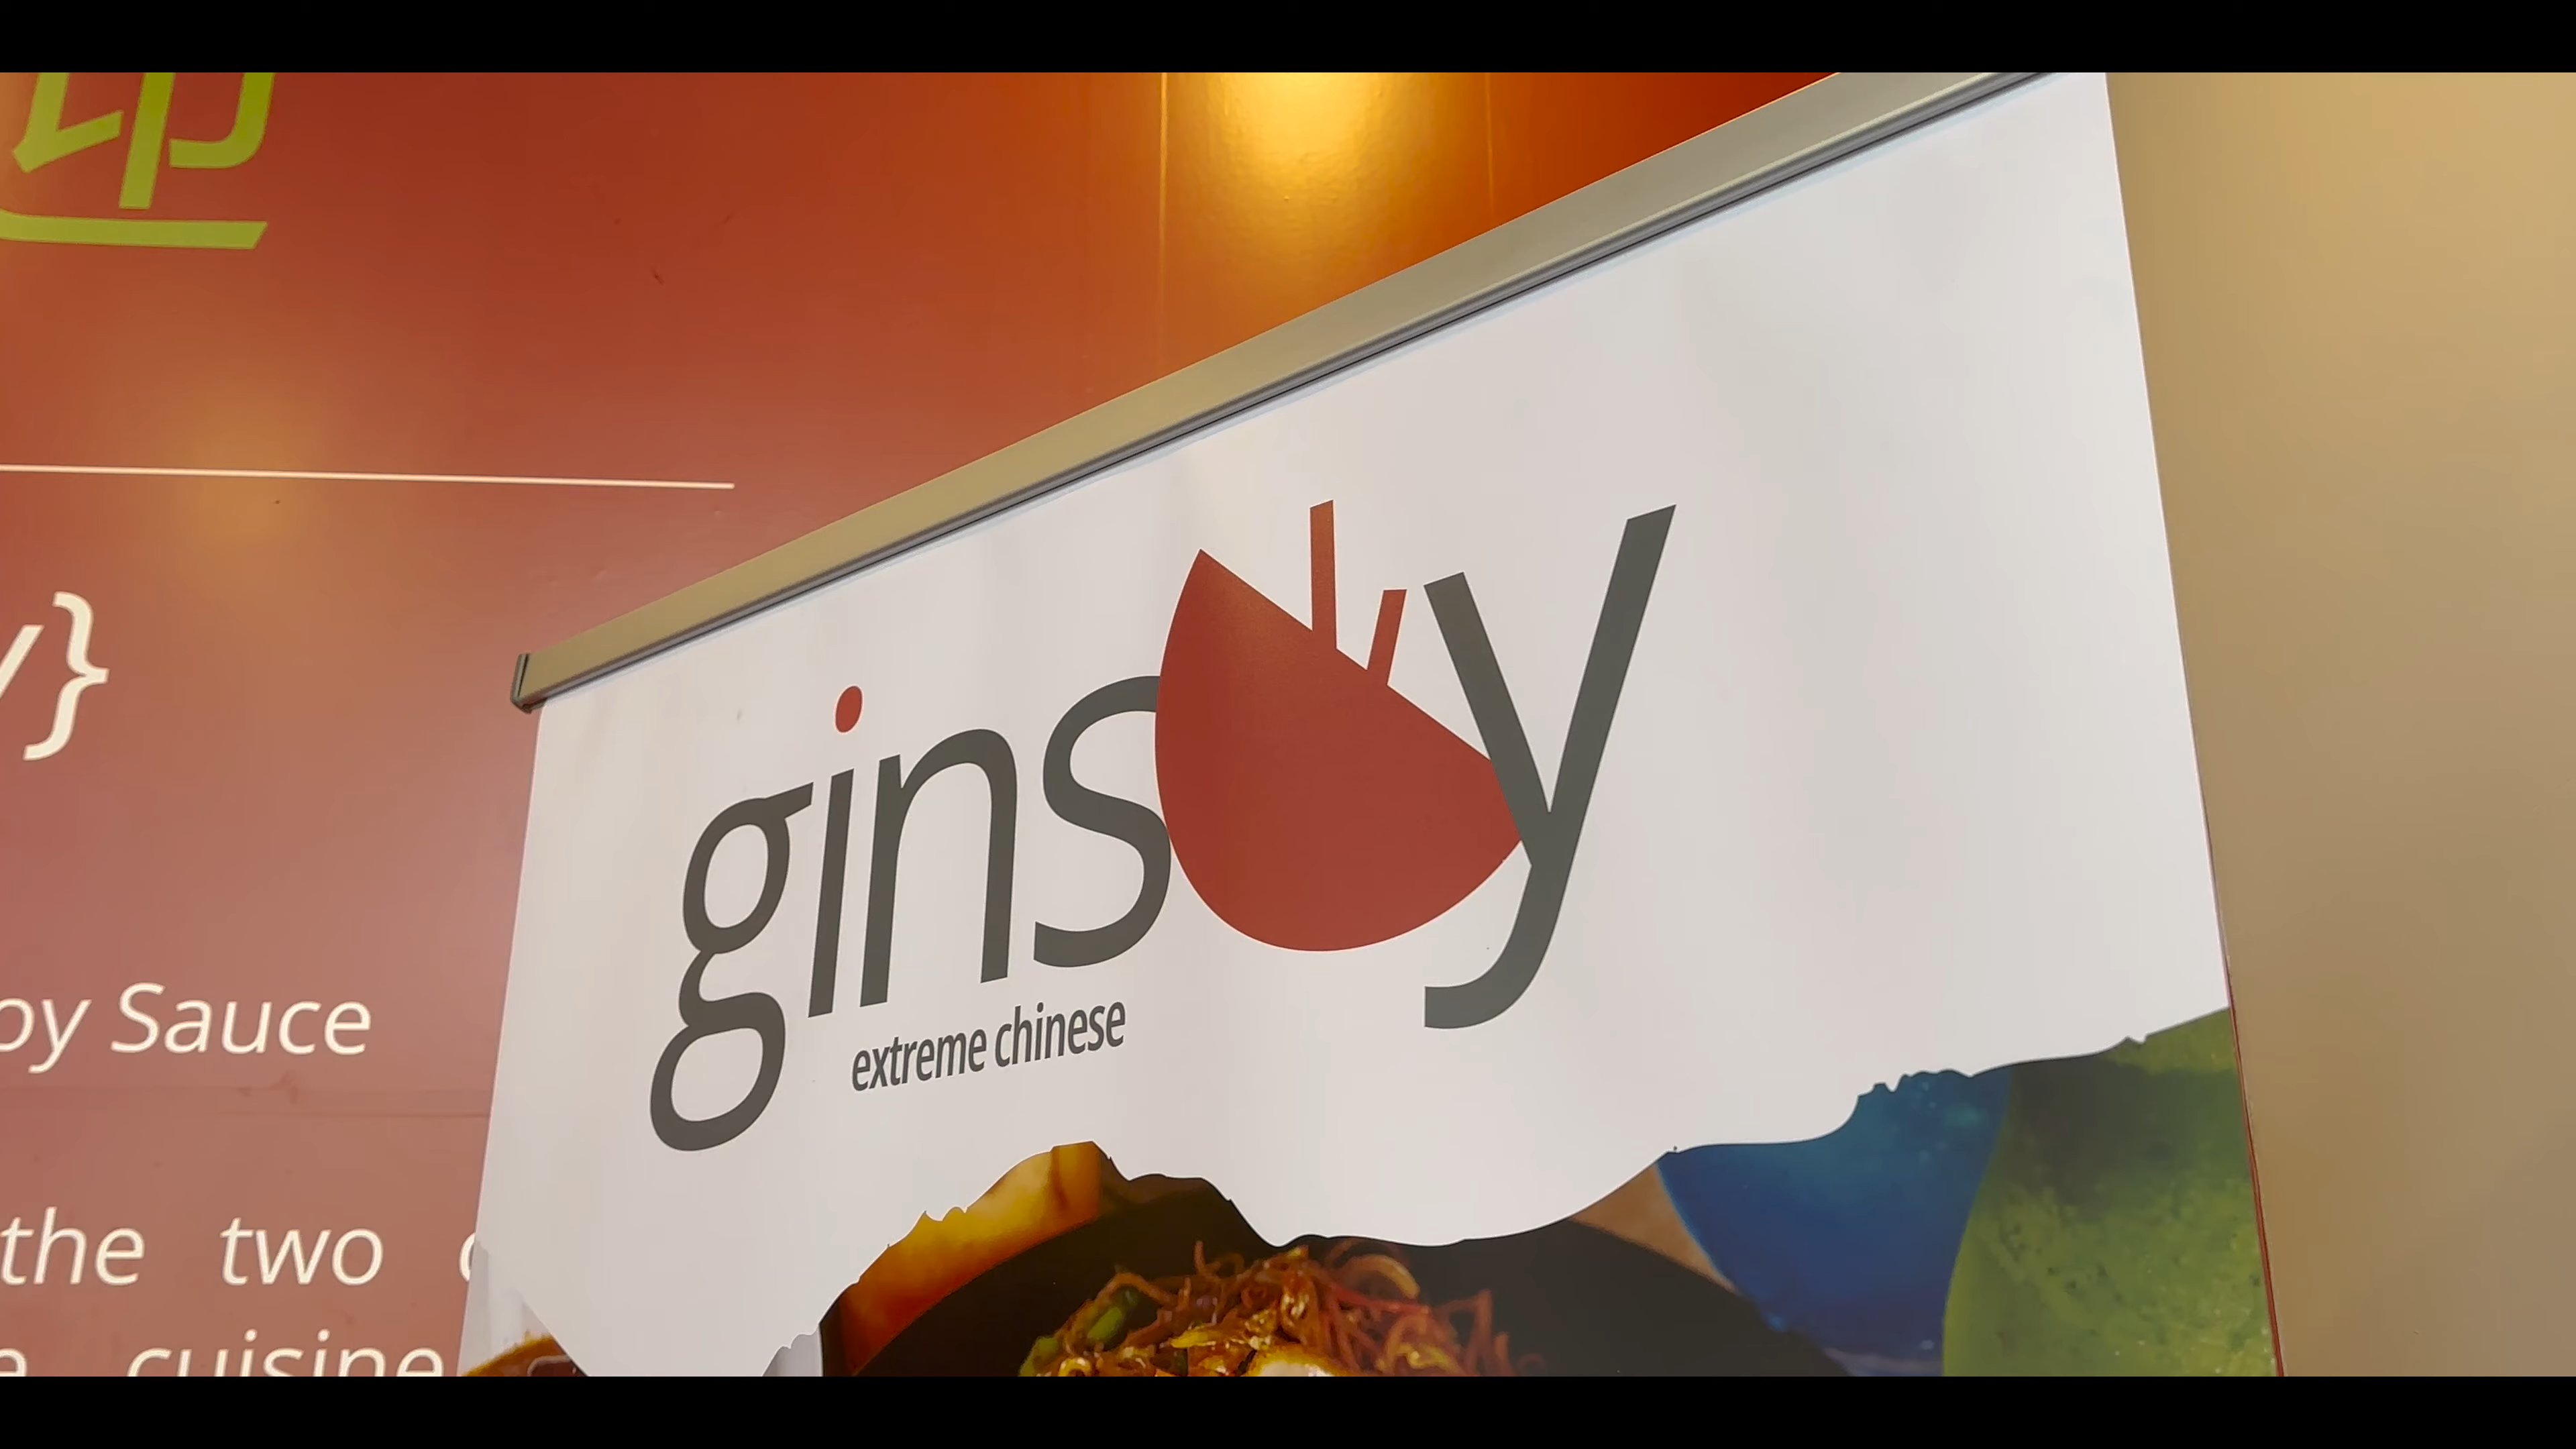 y}
oy Sauce
the two
cuisine
ginsoy
extreme chinese